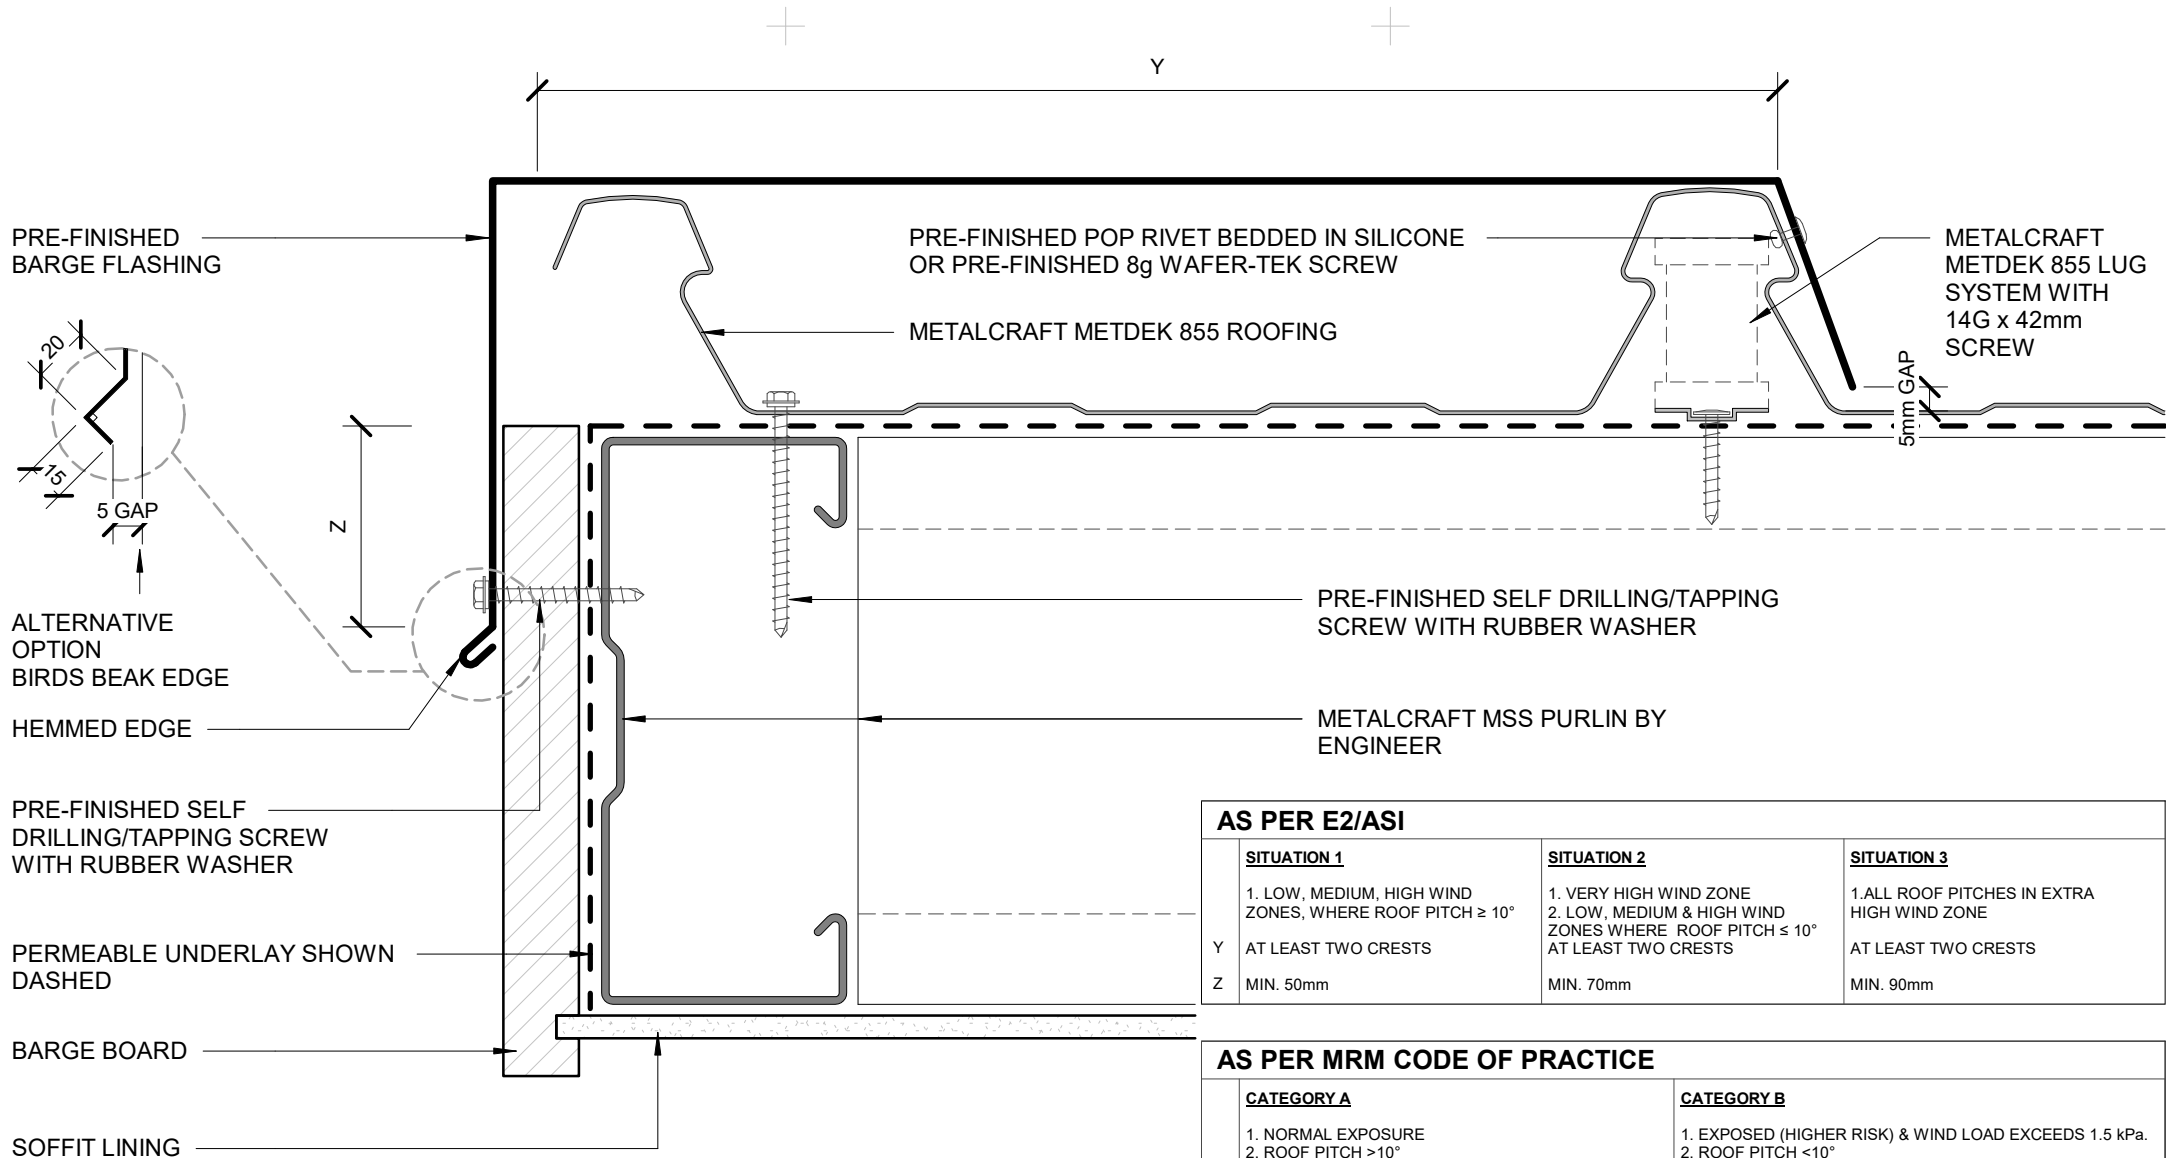 Y
PRE-FINISHED
BARGE FLASHING
PRE-FINISHED POP RIVET BEDDED IN SILICONE
OR PRE-FINISHED 8g WAFER-TEK SCREW
METALCRAFT
METDEK 855 LUG
SYSTEM WITH
14G x 42mm
SCREW
METALCRAFT METDEK 855 ROOFING
5mm GAP
20
15
5 GAP
Z
ALTERNATIVE
OPTION
BIRDS BEAK EDGE
HEMMED EDGE
PRE-FINISHED SELF DRILLING/TAPPING
SCREW WITH RUBBER WASHER
METALCRAFT MSS PURLIN BY
ENGINEER
PRE-FINISHED SELF
DRILLING/TAPPING SCREW
WITH RUBBER WASHER
PERMEABLE UNDERLAY SHOWN
DASHED
BARGE BOARD
SOFFIT LINING
AS PER E2/ASI
SITUATION 1
1. LOW, MEDIUM, HIGH WIND
ZONES, WHERE ROOF PITCH ≥ 10°
SITUATION 2
1. VERY HIGH WIND ZONE
2. LOW, MEDIUM & HIGH WIND
ZONES WHERE ROOF PITCH ≤ 10°
SITUATION 3
1.ALL ROOF PITCHES IN EXTRA
HIGH WIND ZONE
Y AT LEAST TWO CRESTS AT LEAST TWO CRESTS AT LEAST TWO CRESTS
Z MIN. 50mm MIN. 70mm MIN. 90mm
AS PER MRM CODE OF PRACTICE
CATEGORY A
1. NORMAL EXPOSURE
2. ROOF PITCH >10°
CATEGORY B
1. EXPOSED (HIGHER RISK) & WIND LOAD EXCEEDS 1.5 kPa.
2. ROOF PITCH <10°